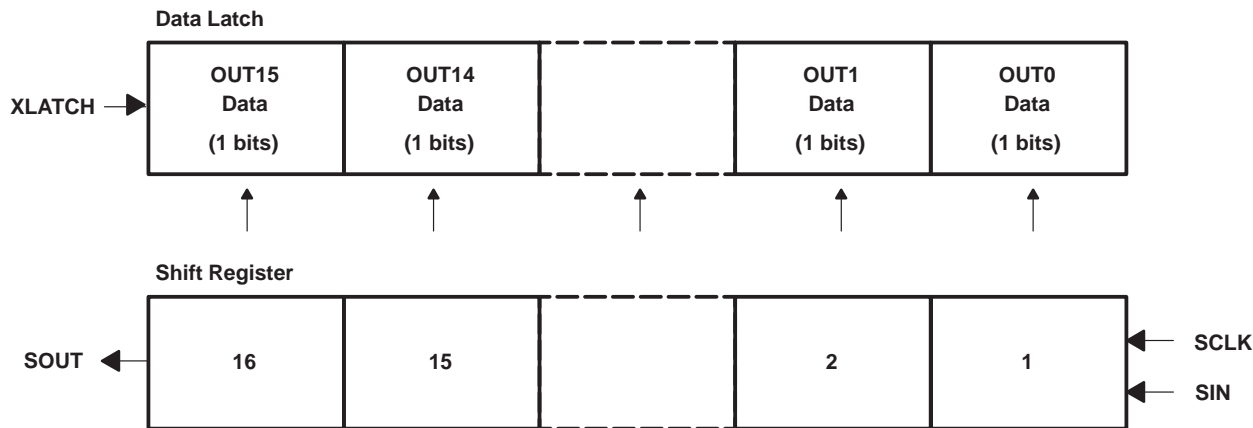 Data Latch
XLATCH
OUT15
Data
(1 bits)
OUT14
Data
(1 bits)
OUT1
Data
(1 bits)
OUT0
Data
(1 bits)
Shift Register
SOUT
16
15
2
1
SCLK
SIN